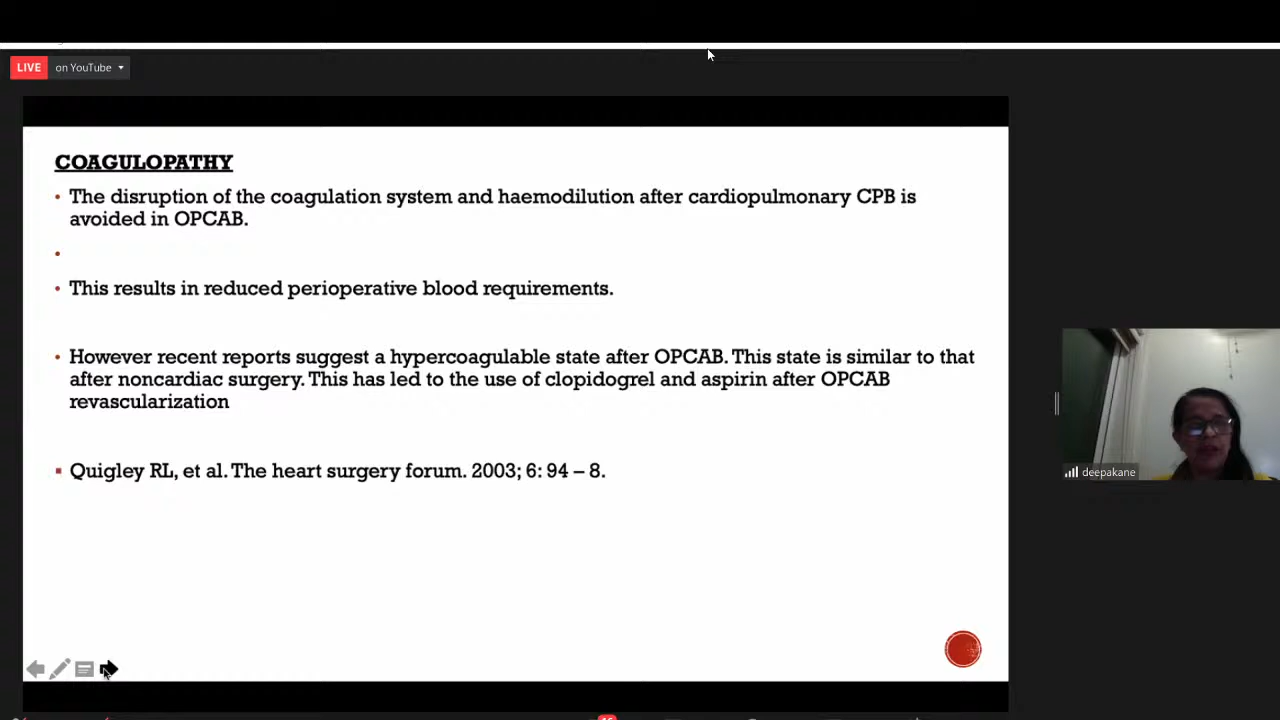 LIVE on YouTube
COAGULOPATHY
• The disruption of the coagulation system and haemodilution after cardiopulmonary CPB is
avoided in OPCAB.
•
• This results in reduced perioperative blood requirements.
• However recent reports suggest a hypercoagulable state after OPCAB. This state is similar to that
after noncardiac surgery. This has led to the use of clopidogrel and aspirin after OPCAB
revascularization
▪ Quigley RL, et al. The heart surgery forum. 2003; 6: 94 – 8.
deepakane